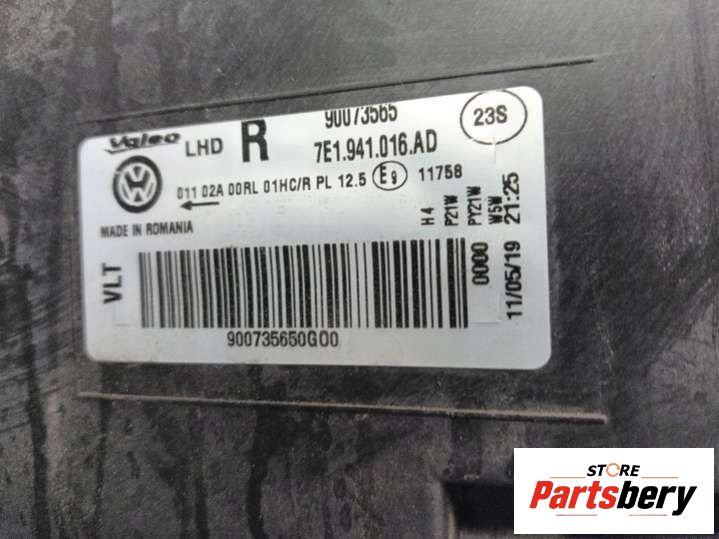 90073565
Valeo LHD R 7E1.941.016.AD 23S
011 02A 00RL 01HC/R PL 12.5 E9 11758
MADE IN ROMANIA
VLT
H4
P21W
PY21W
W5W
0000
11/05/19 21:25
900735650G00
STORE
Partsbery